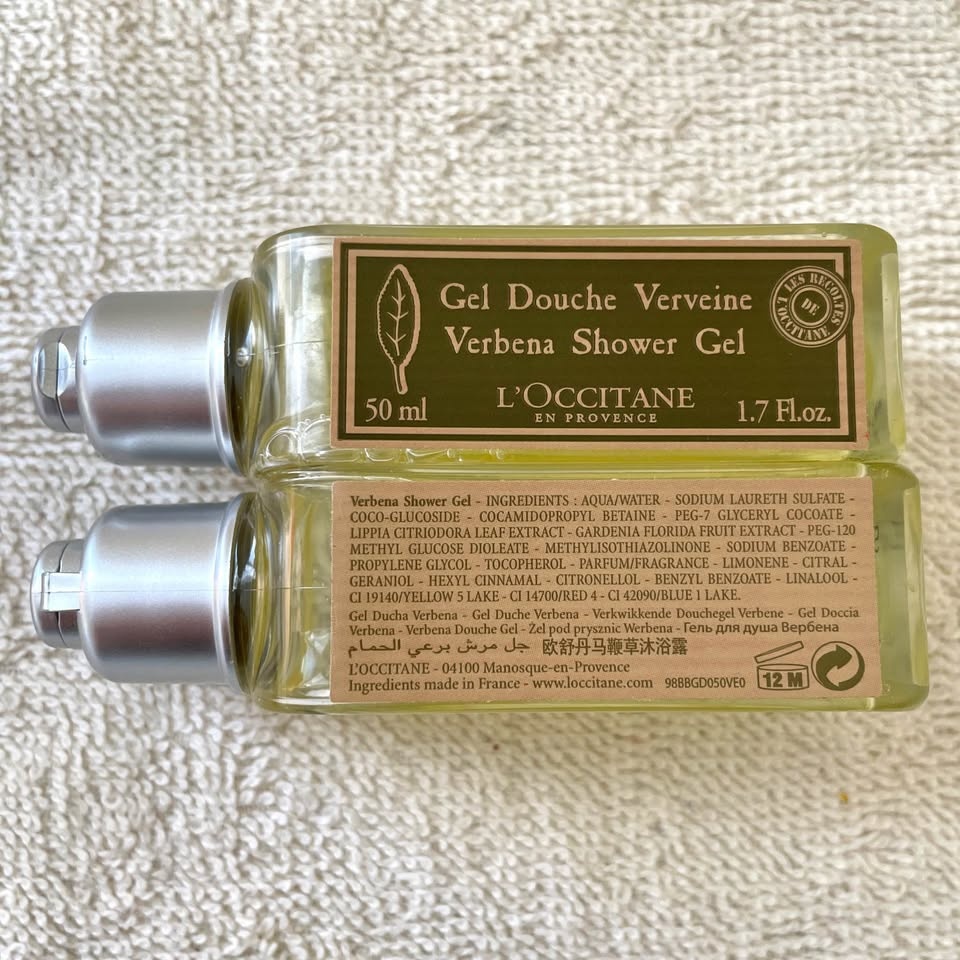 Gel Douche Verveine
Verbena Shower Gel
LES RECOLTES
DE
L'OCCITANE
L'OCCITANE
EN PROVENCE
50 ml
1.7 Fl.oz.
Verbena Shower Gel - INGREDIENTS : AQUA/WATER - SODIUM LAURETH SULFATE -
COCO-GLUCOSIDE - COCAMIDOPROPYL BETAINE - PEG-7 GLYCERYL COCOATE -
LIPPIA CITRIODORA LEAF EXTRACT - GARDENIA FLORIDA FRUIT EXTRACT - PEG-120
METHYL GLUCOSE DIOLEATE - METHYLISOTHIAZOLINONE - SODIUM BENZOATE -
PROPYLENE GLYCOL - TOCOPHEROL - PARFUM/FRAGRANCE - LIMONENE - CITRAL
GERANIOL - HEXYL CINNAMAL - CITRONELLOL - BENZYL BENZOATE - LINALOOL -
CI 19140/YELLOW 5 LAKE - CI 14700/RED 4 - CI 42090/BLUE 1 LAKE.
Gel Ducha Verbena - Gel Duche Verbena - Verkwikkende Douchegel Verbene - Gel Doccia
Verbena - Verbena Douche Gel - Żel pod prysznic Werbena - Гель для душа Вербена
جل مرش برعي الحمام 欧舒丹马鞭草沐浴露
L'OCCITANE - 04100 Manosque-en-Provence
Ingredients made in France - www.loccitane.com 98BBGD050VE0
12 M